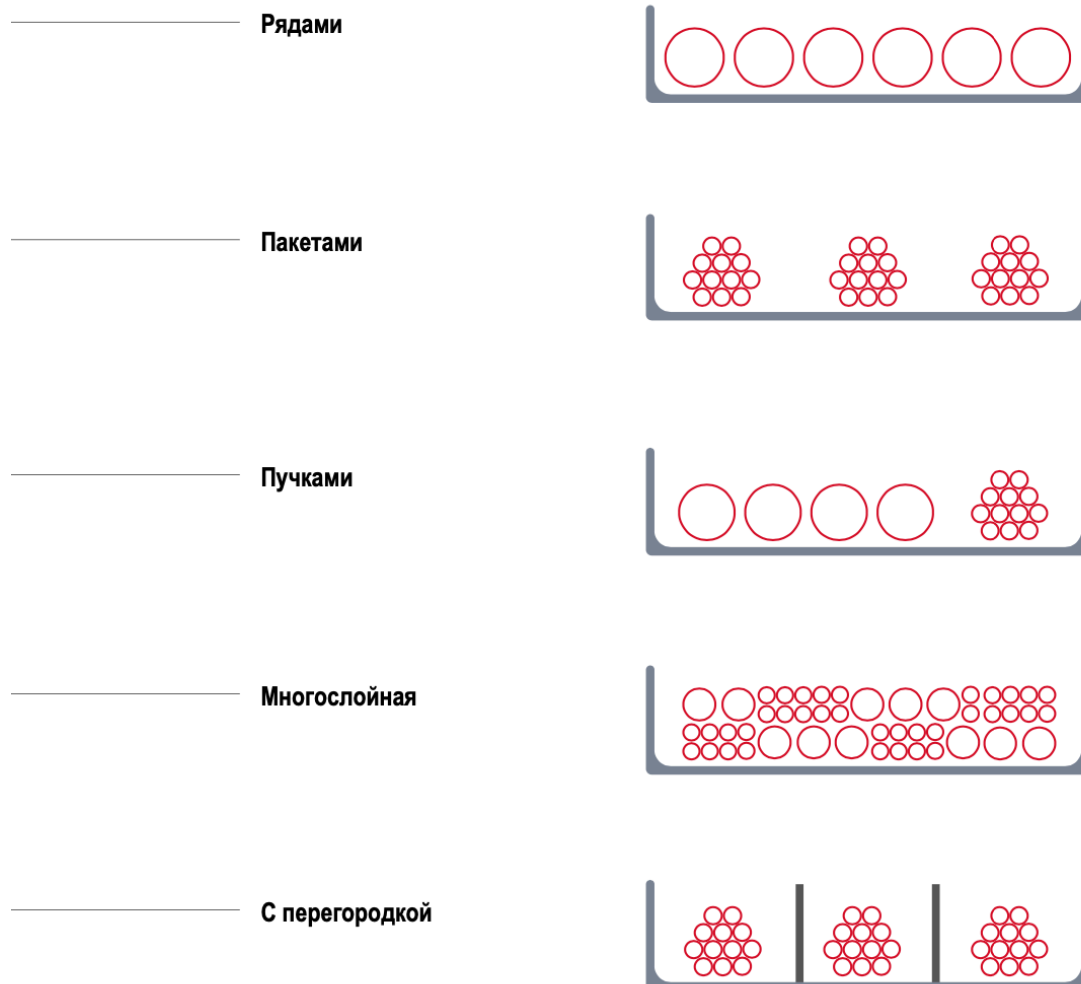 Рядами
Пакетами
Пучками
Многослойная
С перегородкой